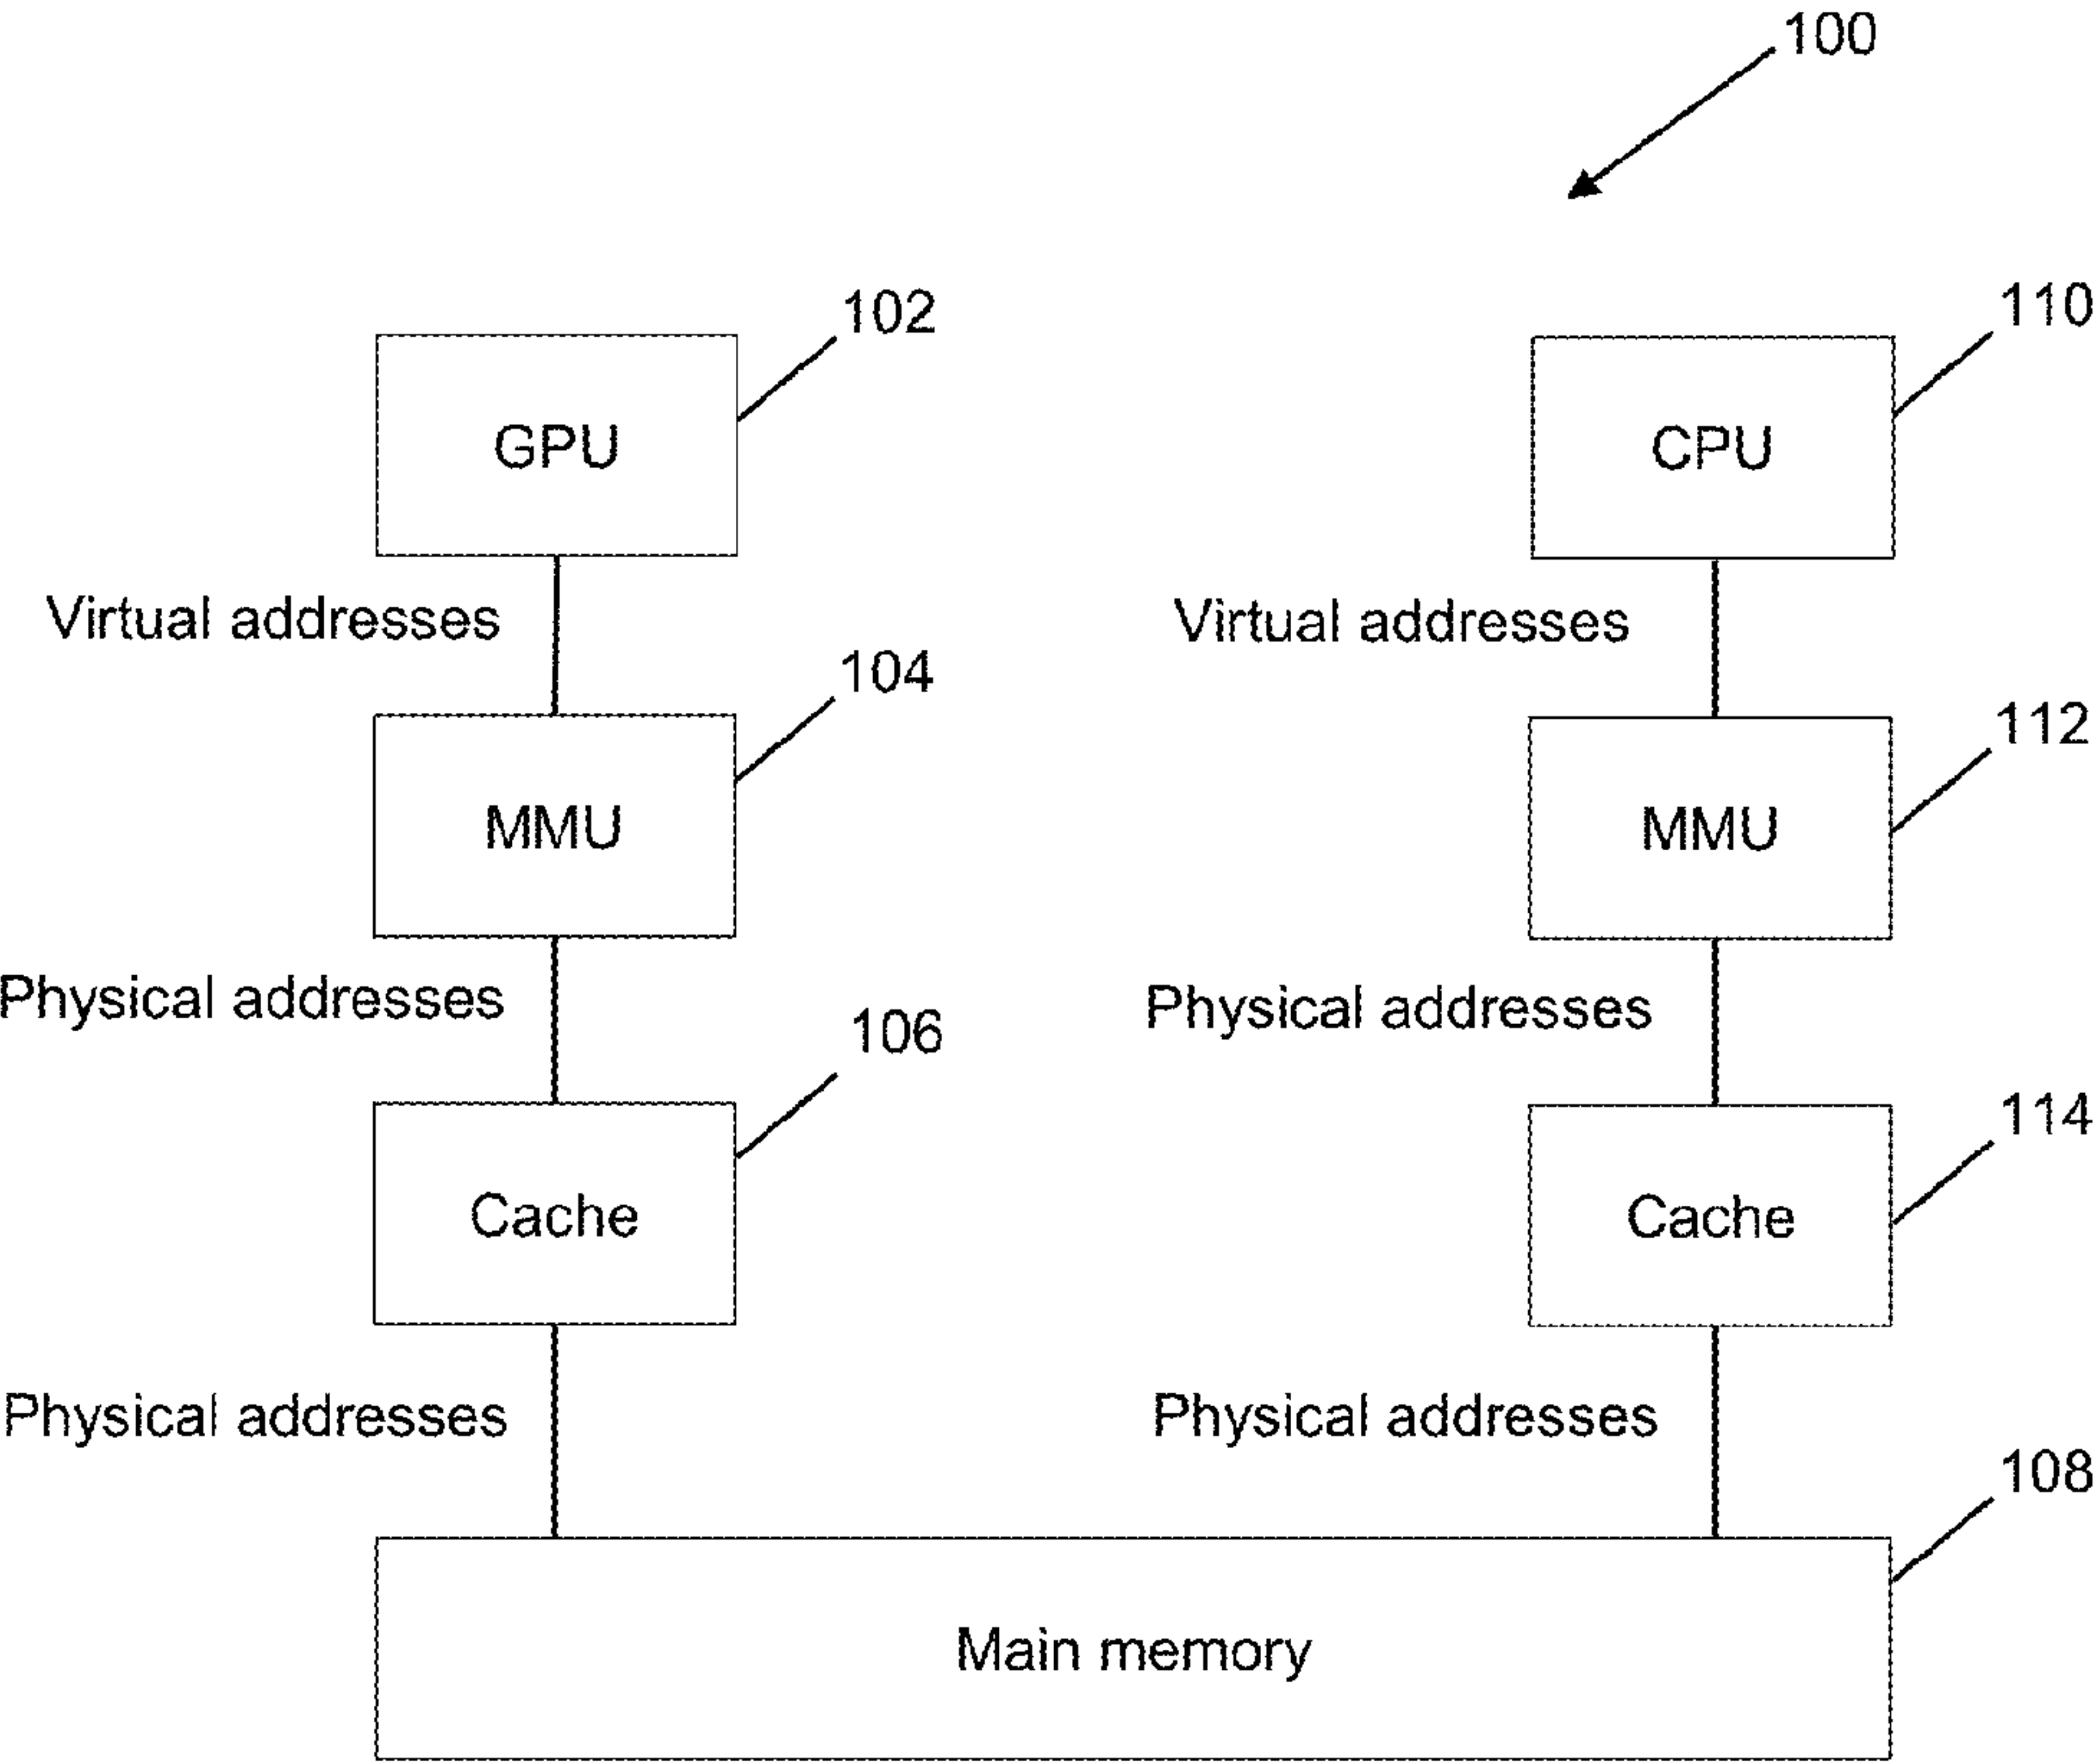 100
102
110
GPU
CPU
Virtual addresses
Virtual addresses
104
112
MMU
MMU
Physical addresses
Physical addresses
106
114
Cache
Cache
Physical addresses
Physical addresses
108
Main memory